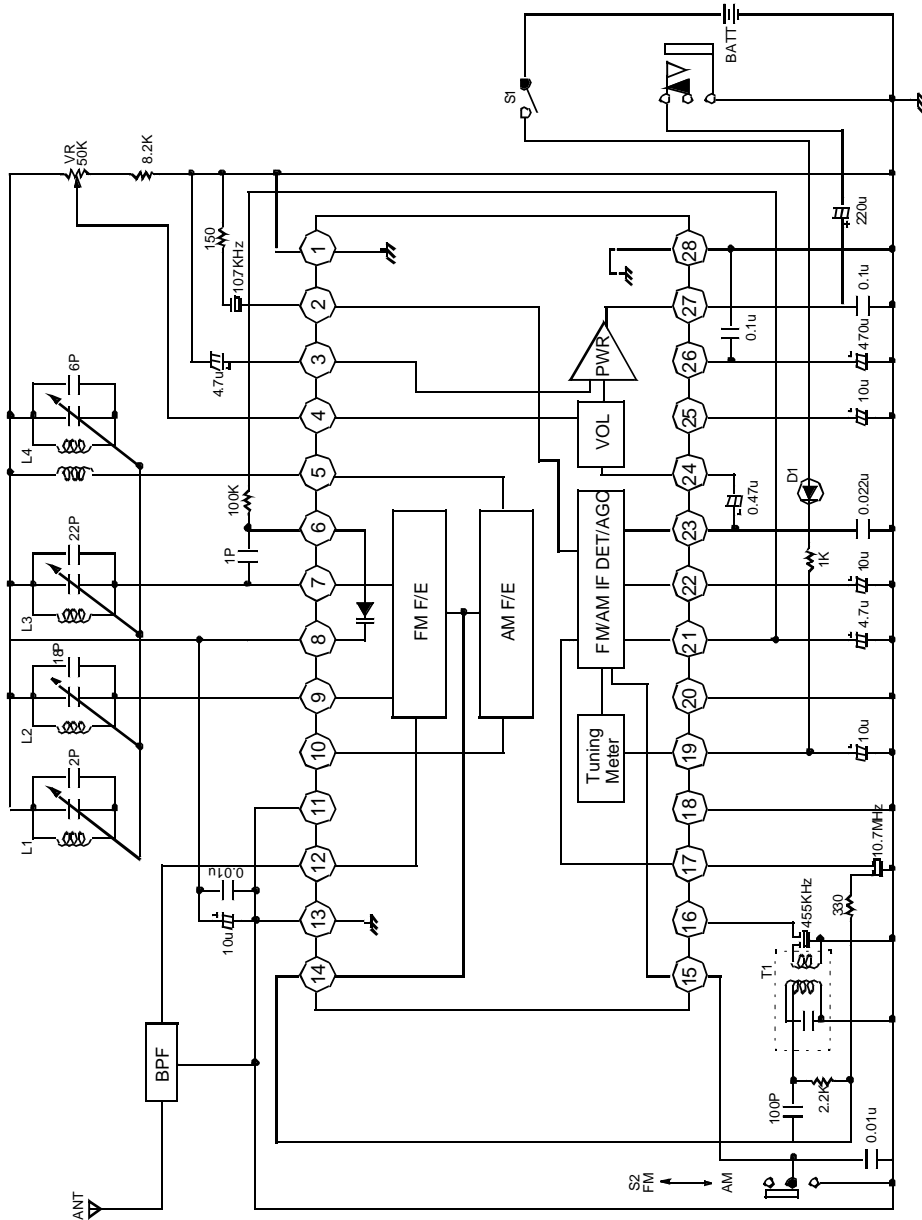 ANT
BPF
10u
0.01u
L1
2P
L2
18P
L3
22P
L4
6P
VR
50K
8.2K
1P
100K
4.7u
107KHz
150
14
13
12
11
10
9
8
7
6
5
4
3
2
1
FM F/E
AM F/E
Tuning
Meter
FM/AM IF DET/AGC
VOL
PWR
15
16
17
18
19
20
21
22
23
24
25
26
27
28
S2
FM
AM
0.01u
100P
2.2K
T1
455KHz
330
10.7MHz
10u
4.7u
10u
1K
0.022u
D1
0.47u
10u
470u
0.1u
0.1u
220u
S1
BATT